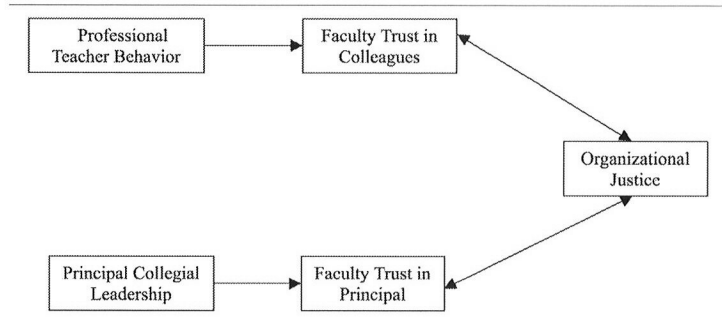 Professional
Teacher Behavior
Faculty Trust in
Colleagues
Organizational
Justice
Principal Collegial
Leadership
Faculty Trust in
Principal